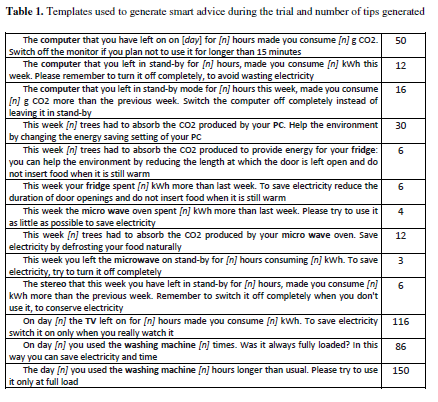 Table 1. Templates used to generate smart advice during the trial and number of tips generated
The computer that you have left on on [day] for [n] hours made you consume [n] g CO2. 50
Switch off the monitor if you plan not to use it for longer than 15 minutes
The computer that you left in stand-by for [n] hours, made you consume [n] kWh this 12
week. Please remember to turn it off completely, to avoid wasting electricity
The computer that you left in stand-by mode for [n] hours this week, made you consume 16
[n] g CO2 more than the previous week. Switch the computer off completely instead of
leaving it in stand-by
This week [n] trees had to absorb the CO2 produced by your PC. Help the environment 30
by changing the energy saving setting of your PC
This week [n] trees had to absorb the CO2 produced to provide energy for your fridge: 6
you can help the environment by reducing the length at which the door is left open and do
not insert food when it is still warm
This week your fridge spent [n] kWh more than last week. To save electricity reduce the 6
duration of door openings and do not insert food when it is still warm
This week the micro wave oven spent [n] kWh more than last week. Please try to use it 4
as little as possible to save electricity
This week [n] trees had to absorb the CO2 produced by your micro wave oven. Save 12
electricity by defrosting your food naturally
This week you left the microwave on stand-by for [n] hours consuming [n] kWh. To save 3
electricity, try to turn it off completely
The stereo that this week you have left in stand-by for [n] hours, made you consume [n] 6
kWh more than the previous week. Remember to switch it off completely when you don't
use it, to conserve electricity
On day [n] the TV left on for [n] hours made you consume [n] kWh. To save electricity 116
switch it on only when you really watch it
On day [n] you used the washing machine [n] times. Was it always fully loaded? In this 86
way you can save electricity and time
The day [n] you used the washing machine [n] hours longer than usual. Please try to use 150
it only at full load